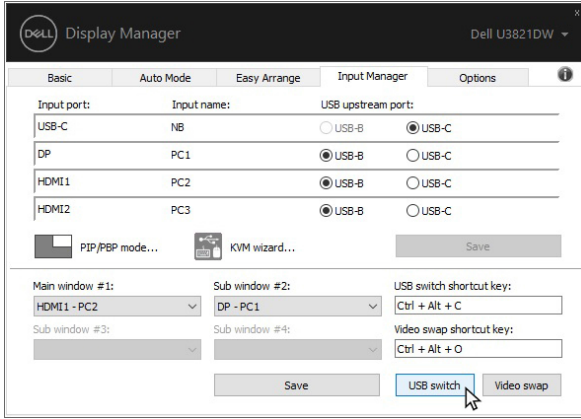 DELL Display Manager Dell U3821DW
Basic Auto Mode Easy Arrange Input Manager Options
Input port: Input name: USB upstream port:
USB-C NB USB-B USB-C
DP PC1 USB-B USB-C
HDMI1 PC2 USB-B USB-C
HDMI2 PC3 USB-B USB-C
PIP/PBP mode... KVM wizard... Save
Main window #1: Sub window #2: USB switch shortcut key:
HDMI1 - PC2 DP - PC1 Ctrl + Alt + C
Sub window #3: Sub window #4: Video swap shortcut key:
Ctrl + Alt + O
Save USB switch Video swap